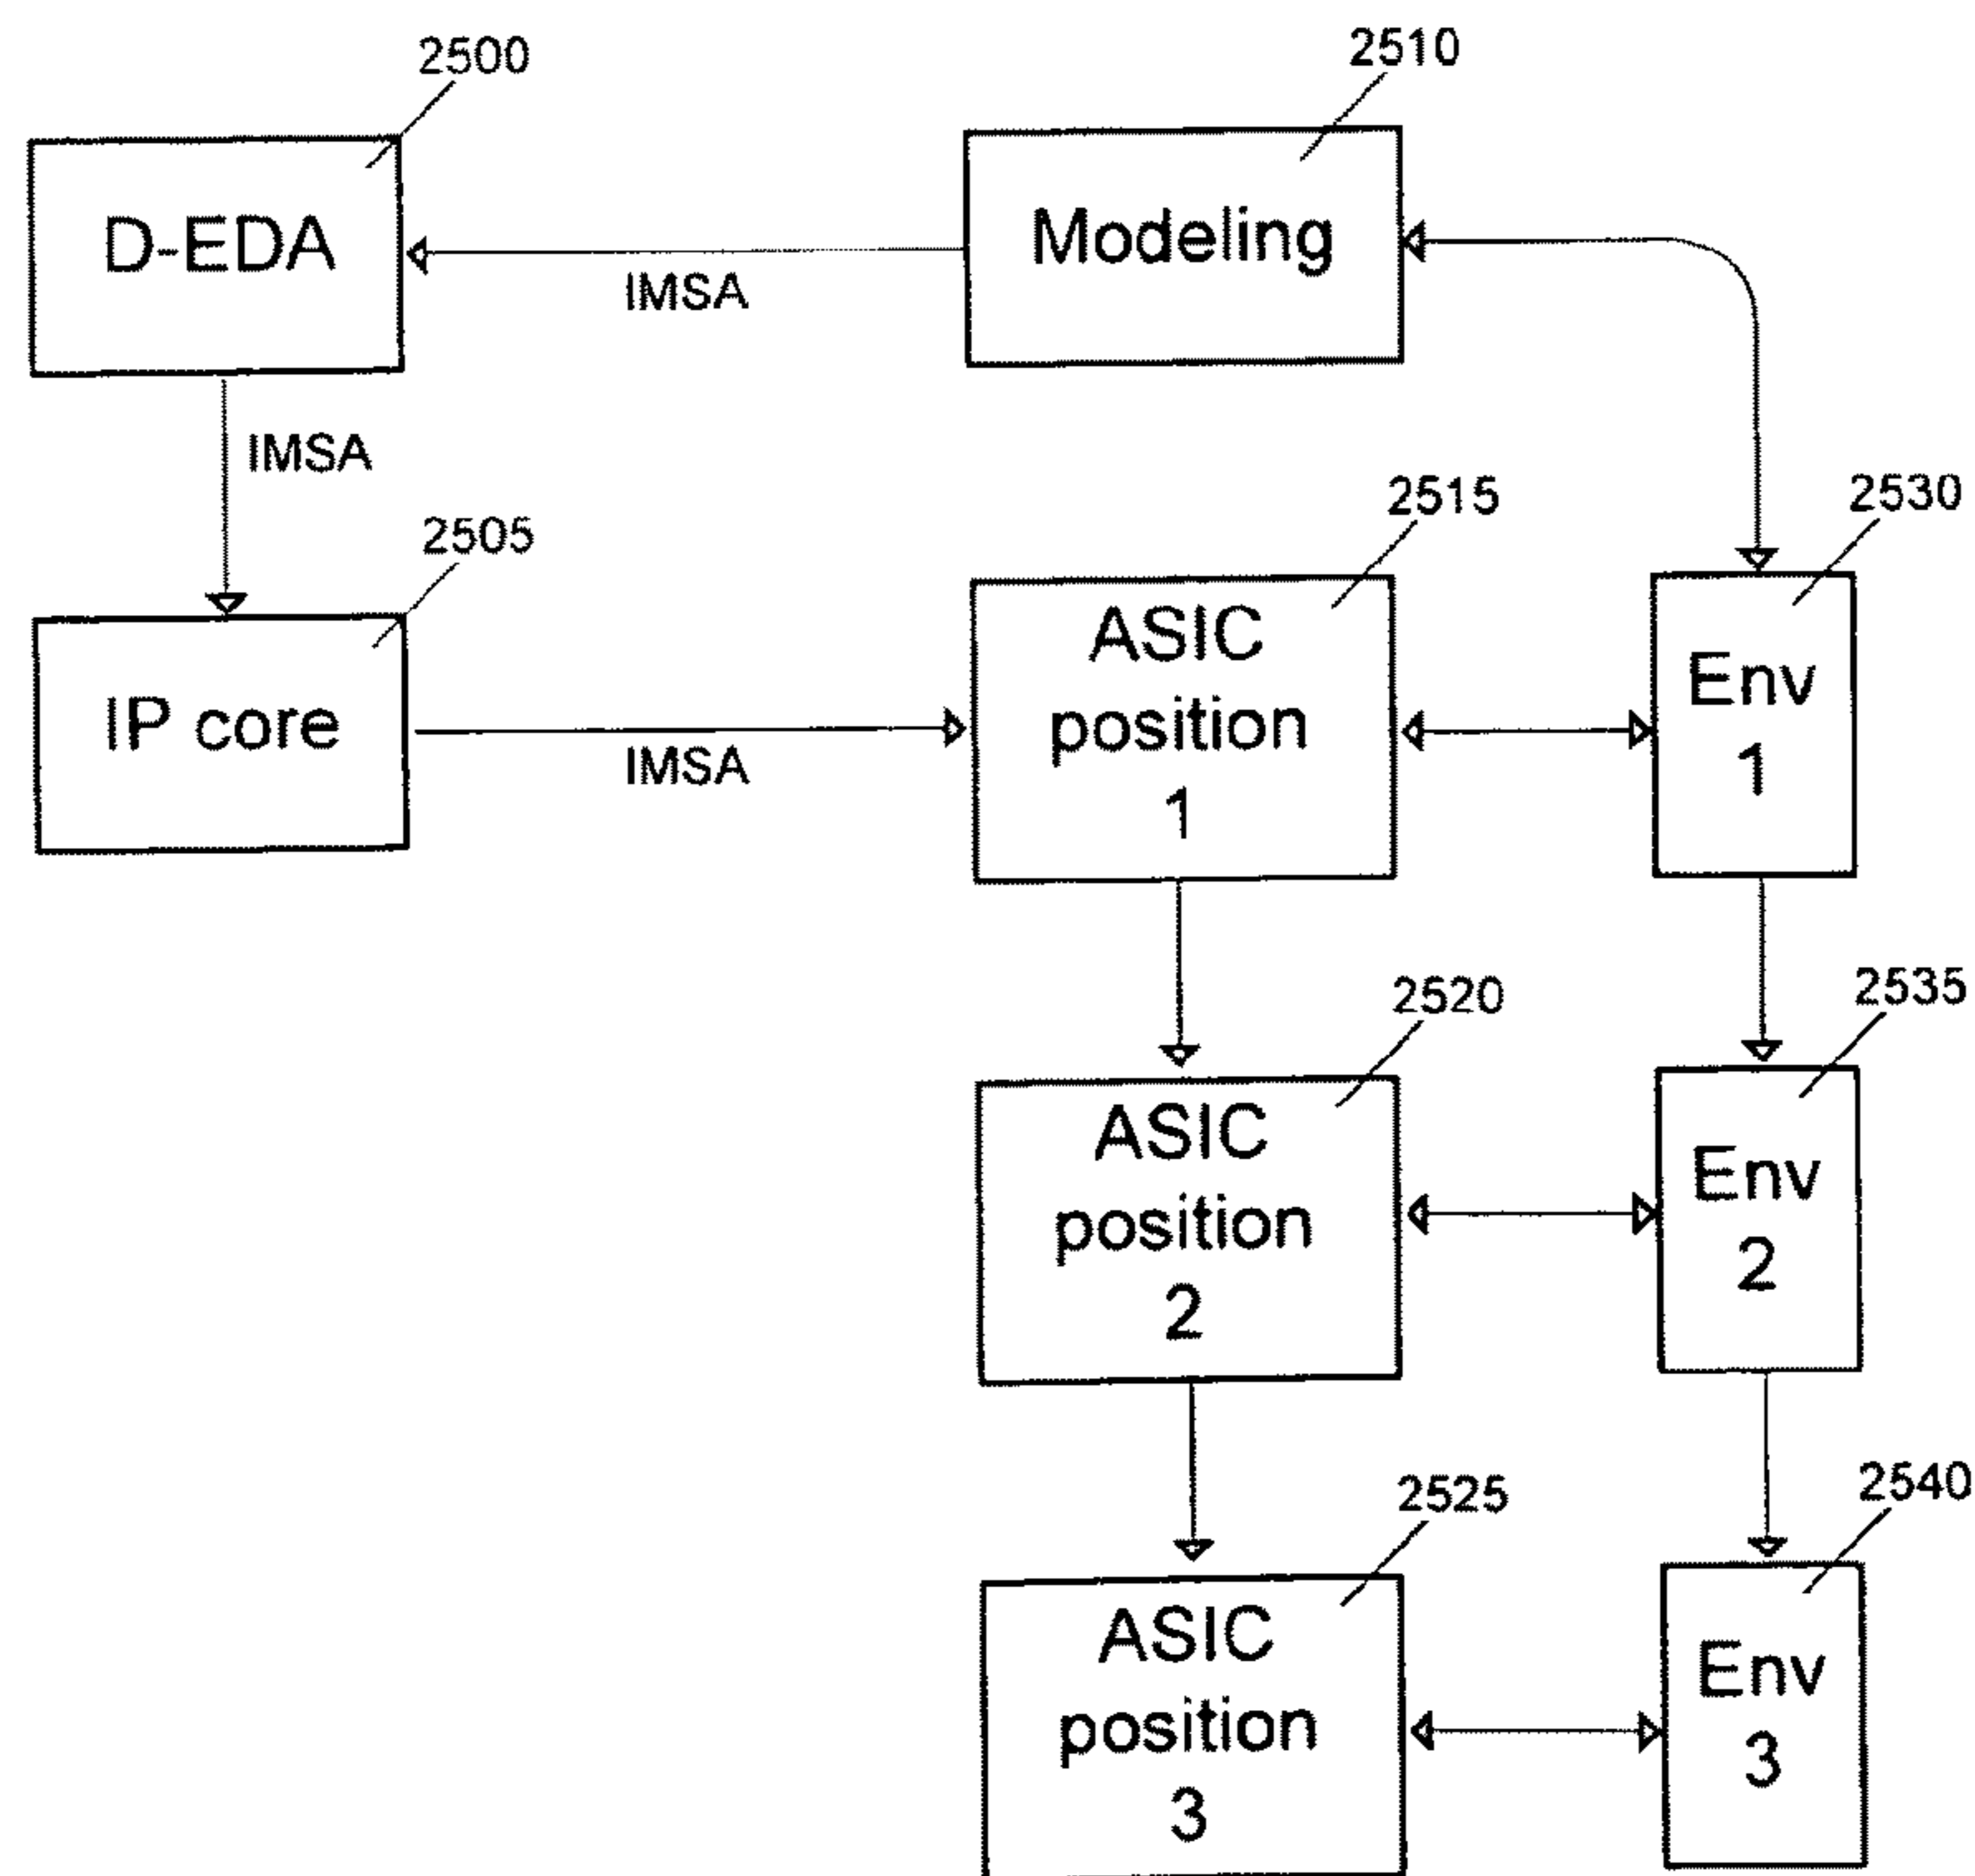 2500
2510
D-EDA
Modeling
IMSA
IMSA
2505
2515
2530
IP core
IMSA
ASIC
position
1
Env
1
2520
2535
ASIC
position
2
Env
2
2525
2540
ASIC
position
3
Env
3